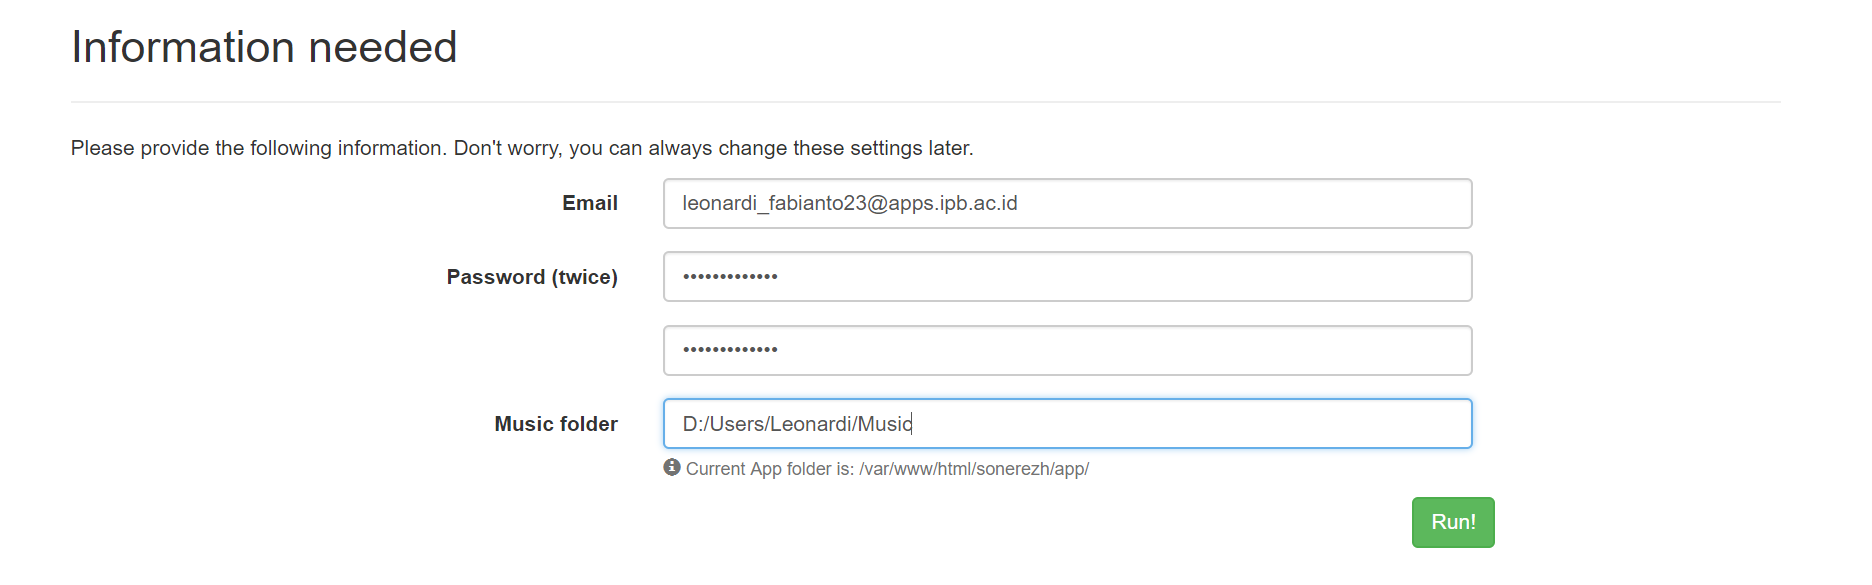 Information needed
Please provide the following information. Don't worry, you can always change these settings later.
Email
leonardi_fabianto23@apps.ipb.ac.id
Password (twice)
•••••••••••••
•••••••••••••
Music folder
D:/Users/Leonardi/Music
Current App folder is: /var/www/html/sonerezh/app/
Run!